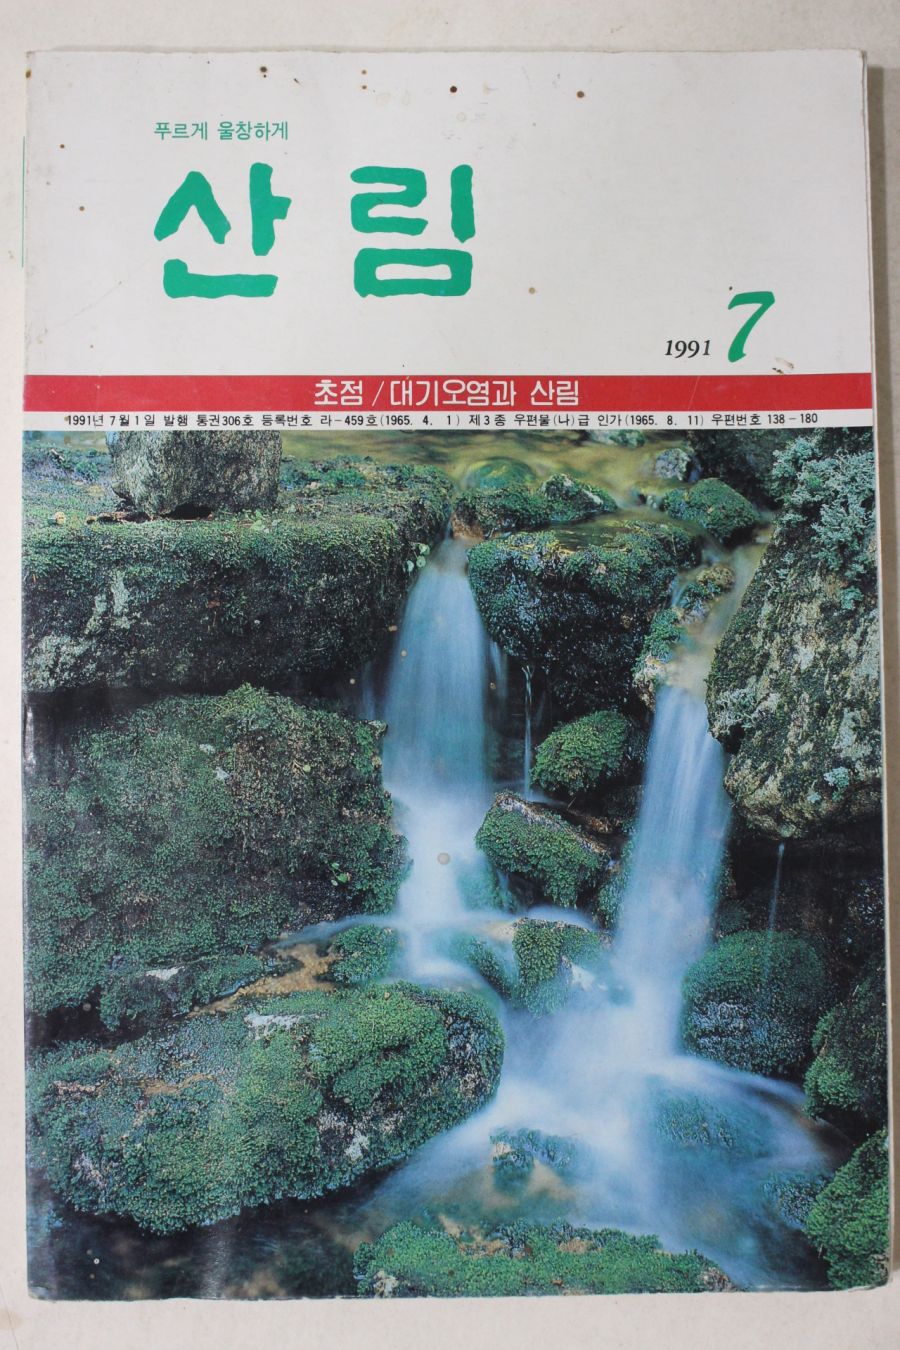 푸르게 울창하게
산림
1991 7
초점 / 대기오염과 산림
1991년 7월 1일 발행 통권306호 등록번호 라-459호(1965. 4. 1) 제3종 우편물(나)급 인가(1965. 8. 11) 우편번호 138-180